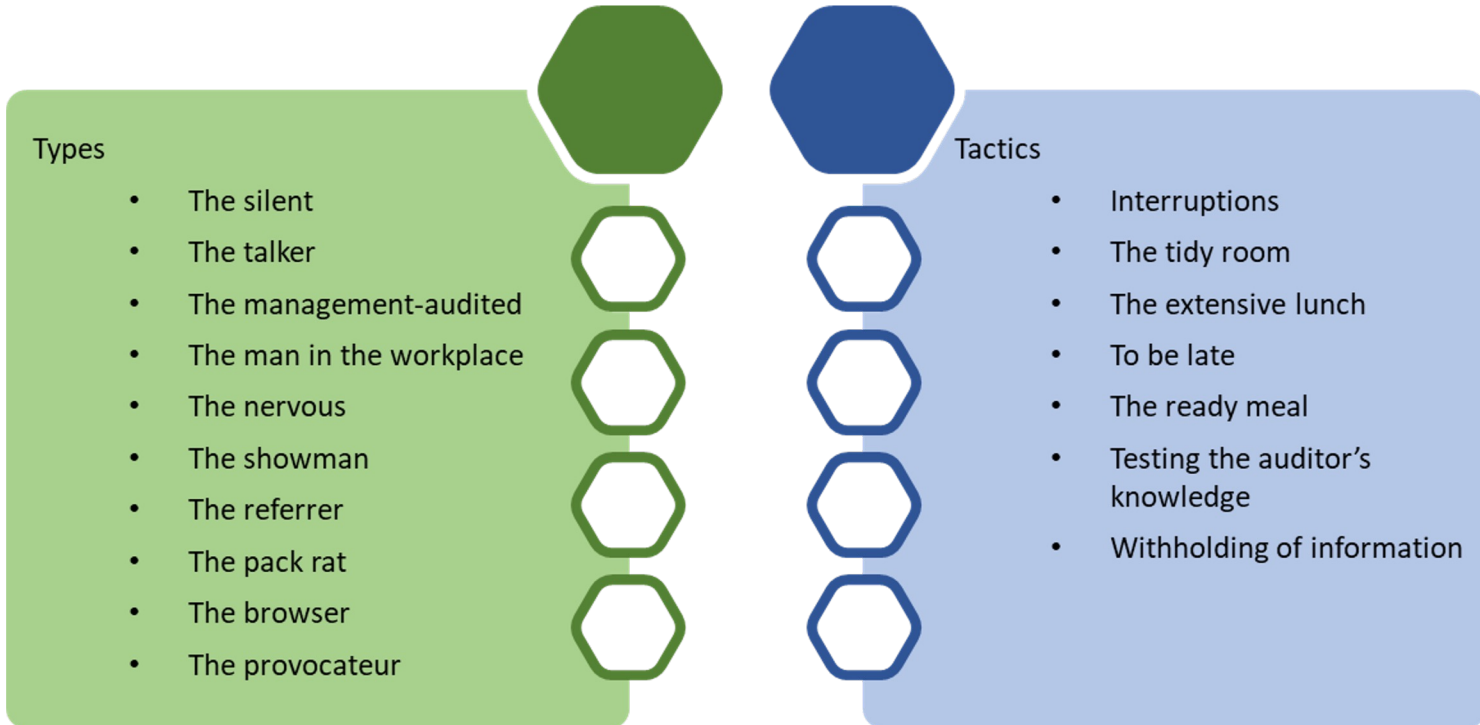 Types
• The silent
• The talker
• The management-audited
• The man in the workplace
• The nervous
• The showman
• The referrer
• The pack rat
• The browser
• The provocateur
Tactics
• Interruptions
• The tidy room
• The extensive lunch
• To be late
• The ready meal
• Testing the auditor’s
knowledge
• Withholding of information